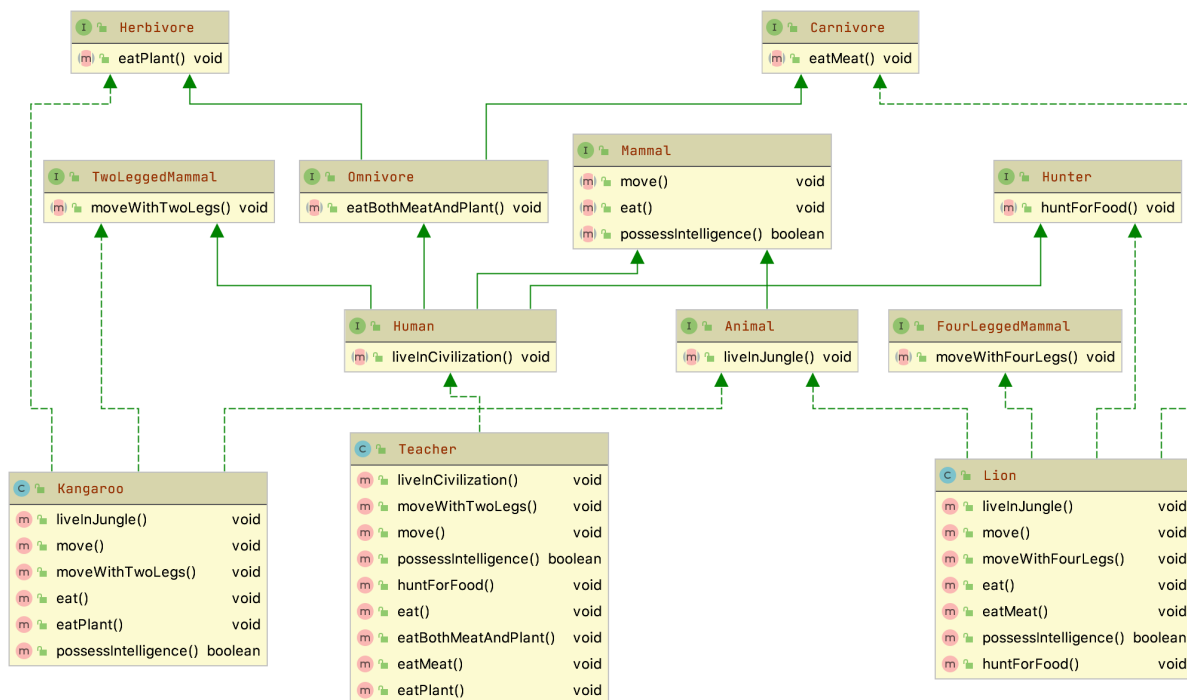 I Herbivore
m eatPlant() void
I Carnivore
m eatMeat() void
I TwoLeggedMammal
m moveWithTwoLegs() void
I Omnivore
m eatBothMeatAndPlant() void
I Mammal
m move() void
m eat() void
m possessIntelligence() boolean
I Hunter
m huntForFood() void
I Human
m liveInCivilization() void
I Animal
m liveInJungle() void
I FourLeggedMammal
m moveWithFourLegs() void
C Kangaroo
m liveInJungle() void
m move() void
m moveWithTwoLegs() void
m eat() void
m eatPlant() void
m possessIntelligence() boolean
C Teacher
m liveInCivilization() void
m moveWithTwoLegs() void
m move() void
m possessIntelligence() boolean
m huntForFood() void
m eat() void
m eatBothMeatAndPlant() void
m eatMeat() void
m eatPlant() void
C Lion
m liveInJungle() void
m move() void
m moveWithFourLegs() void
m eat() void
m eatMeat() void
m possessIntelligence() boolean
m huntForFood() void